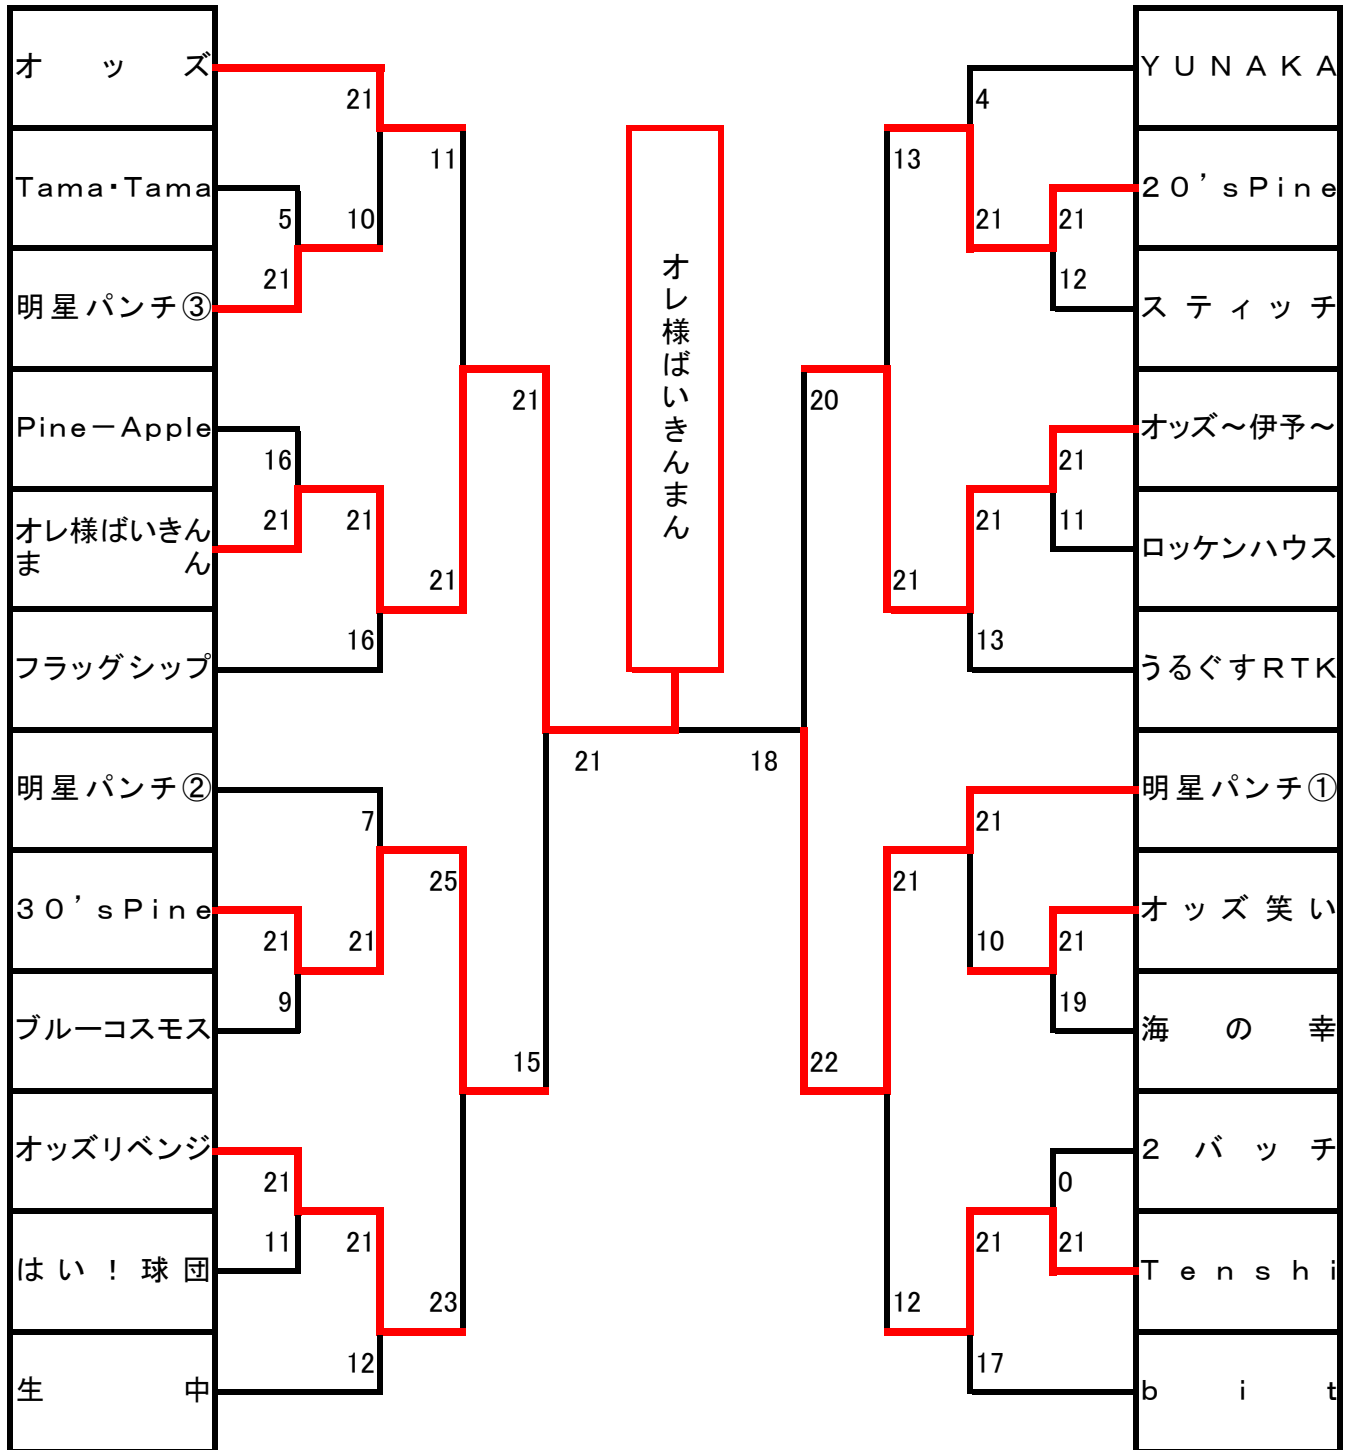 オッズ
Tama・Tama
明星パンチ③
Pine－Apple
オレ様ばいきん
まん
フラッグシップ
明星パンチ②
30’sPine
ブルーコスモス
オッズリベンジ
はい！球団
生中
21
5
10
21
16
21
21
16
7
21
21
9
21
11
21
12
11
21
25
23
21
15
21
オレ様ばいきんまん
18
20
22
13
21
21
12
4
21
21
12
21
21
11
13
21
10
21
19
0
21
21
17
YUNAKA
20’sPine
スティッチ
オッズ～伊予～
ロッケンハウス
うるぐすRTK
明星パンチ①
オッズ笑い
海の幸
2バッチ
Tenshi
bit